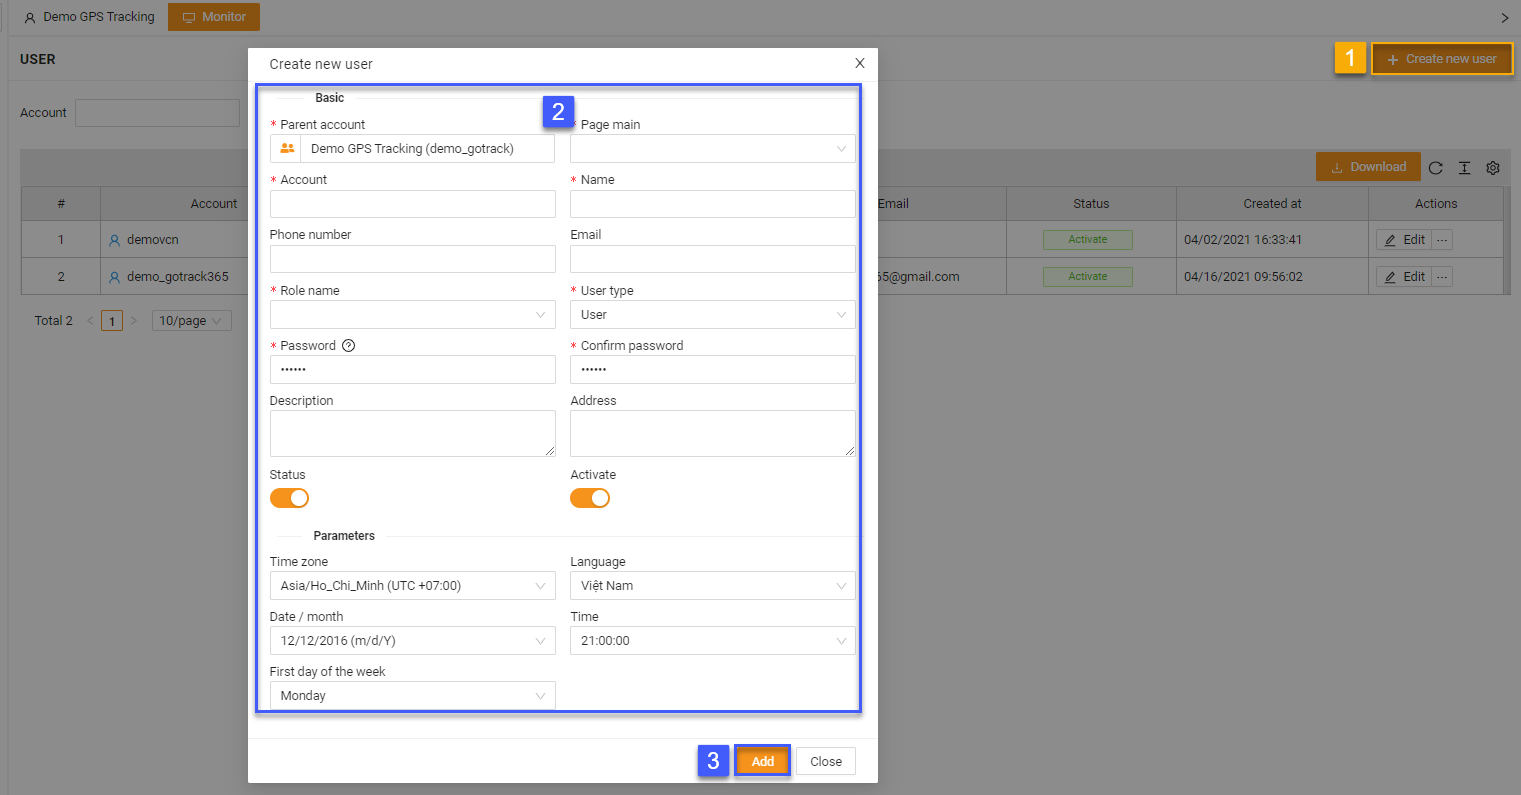 Demo GPS Tracking Monitor
USER
1 + Create new user
Account
Download
# Account Email Status Created at Actions
1 demovcn Activate 04/02/2021 16:33:41 Edit ...
2 demo_gotrack365 65@gmail.com Activate 04/16/2021 09:56:02 Edit ...
Total 2 < 1 > 10/page
Create new user X
Basic
2
* Parent account * Page main
Demo GPS Tracking (demo_gotrack)
* Account * Name
Phone number Email
* Role name * User type
User
* Password ? * Confirm password
•••••• ••••••
Description Address
Status Activate
Parameters
Time zone Language
Asia/Ho_Chi_Minh (UTC +07:00) Việt Nam
Date / month Time
12/12/2016 (m/d/Y) 21:00:00
First day of the week
Monday
3 Add Close